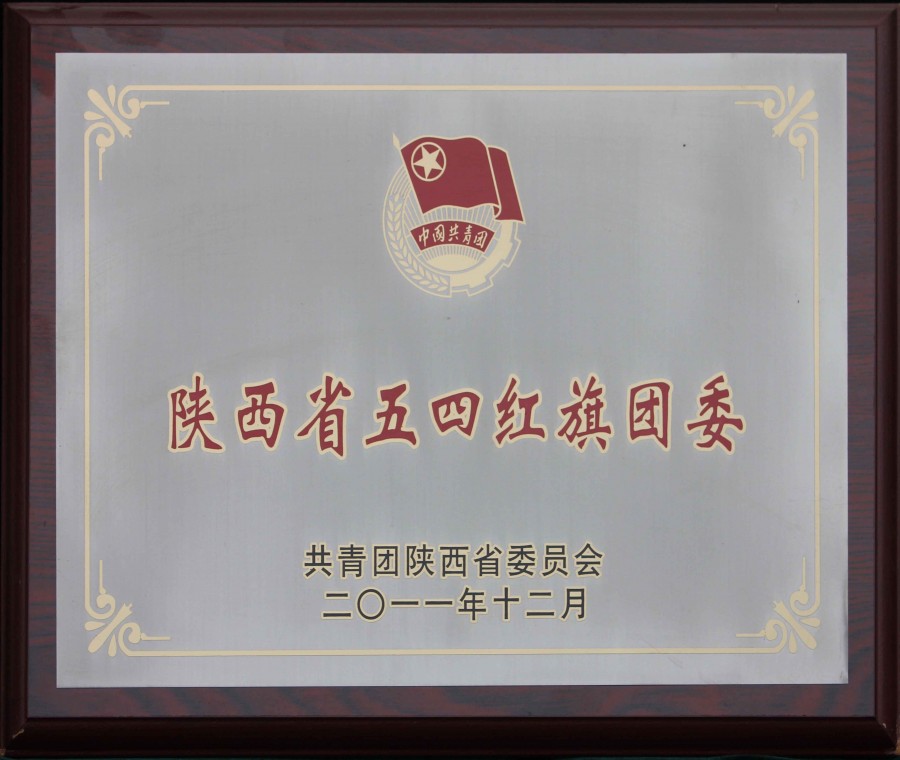 中國共青团
陕西省五四红旗团委
共青团陕西省委员会
二〇一一年十二月